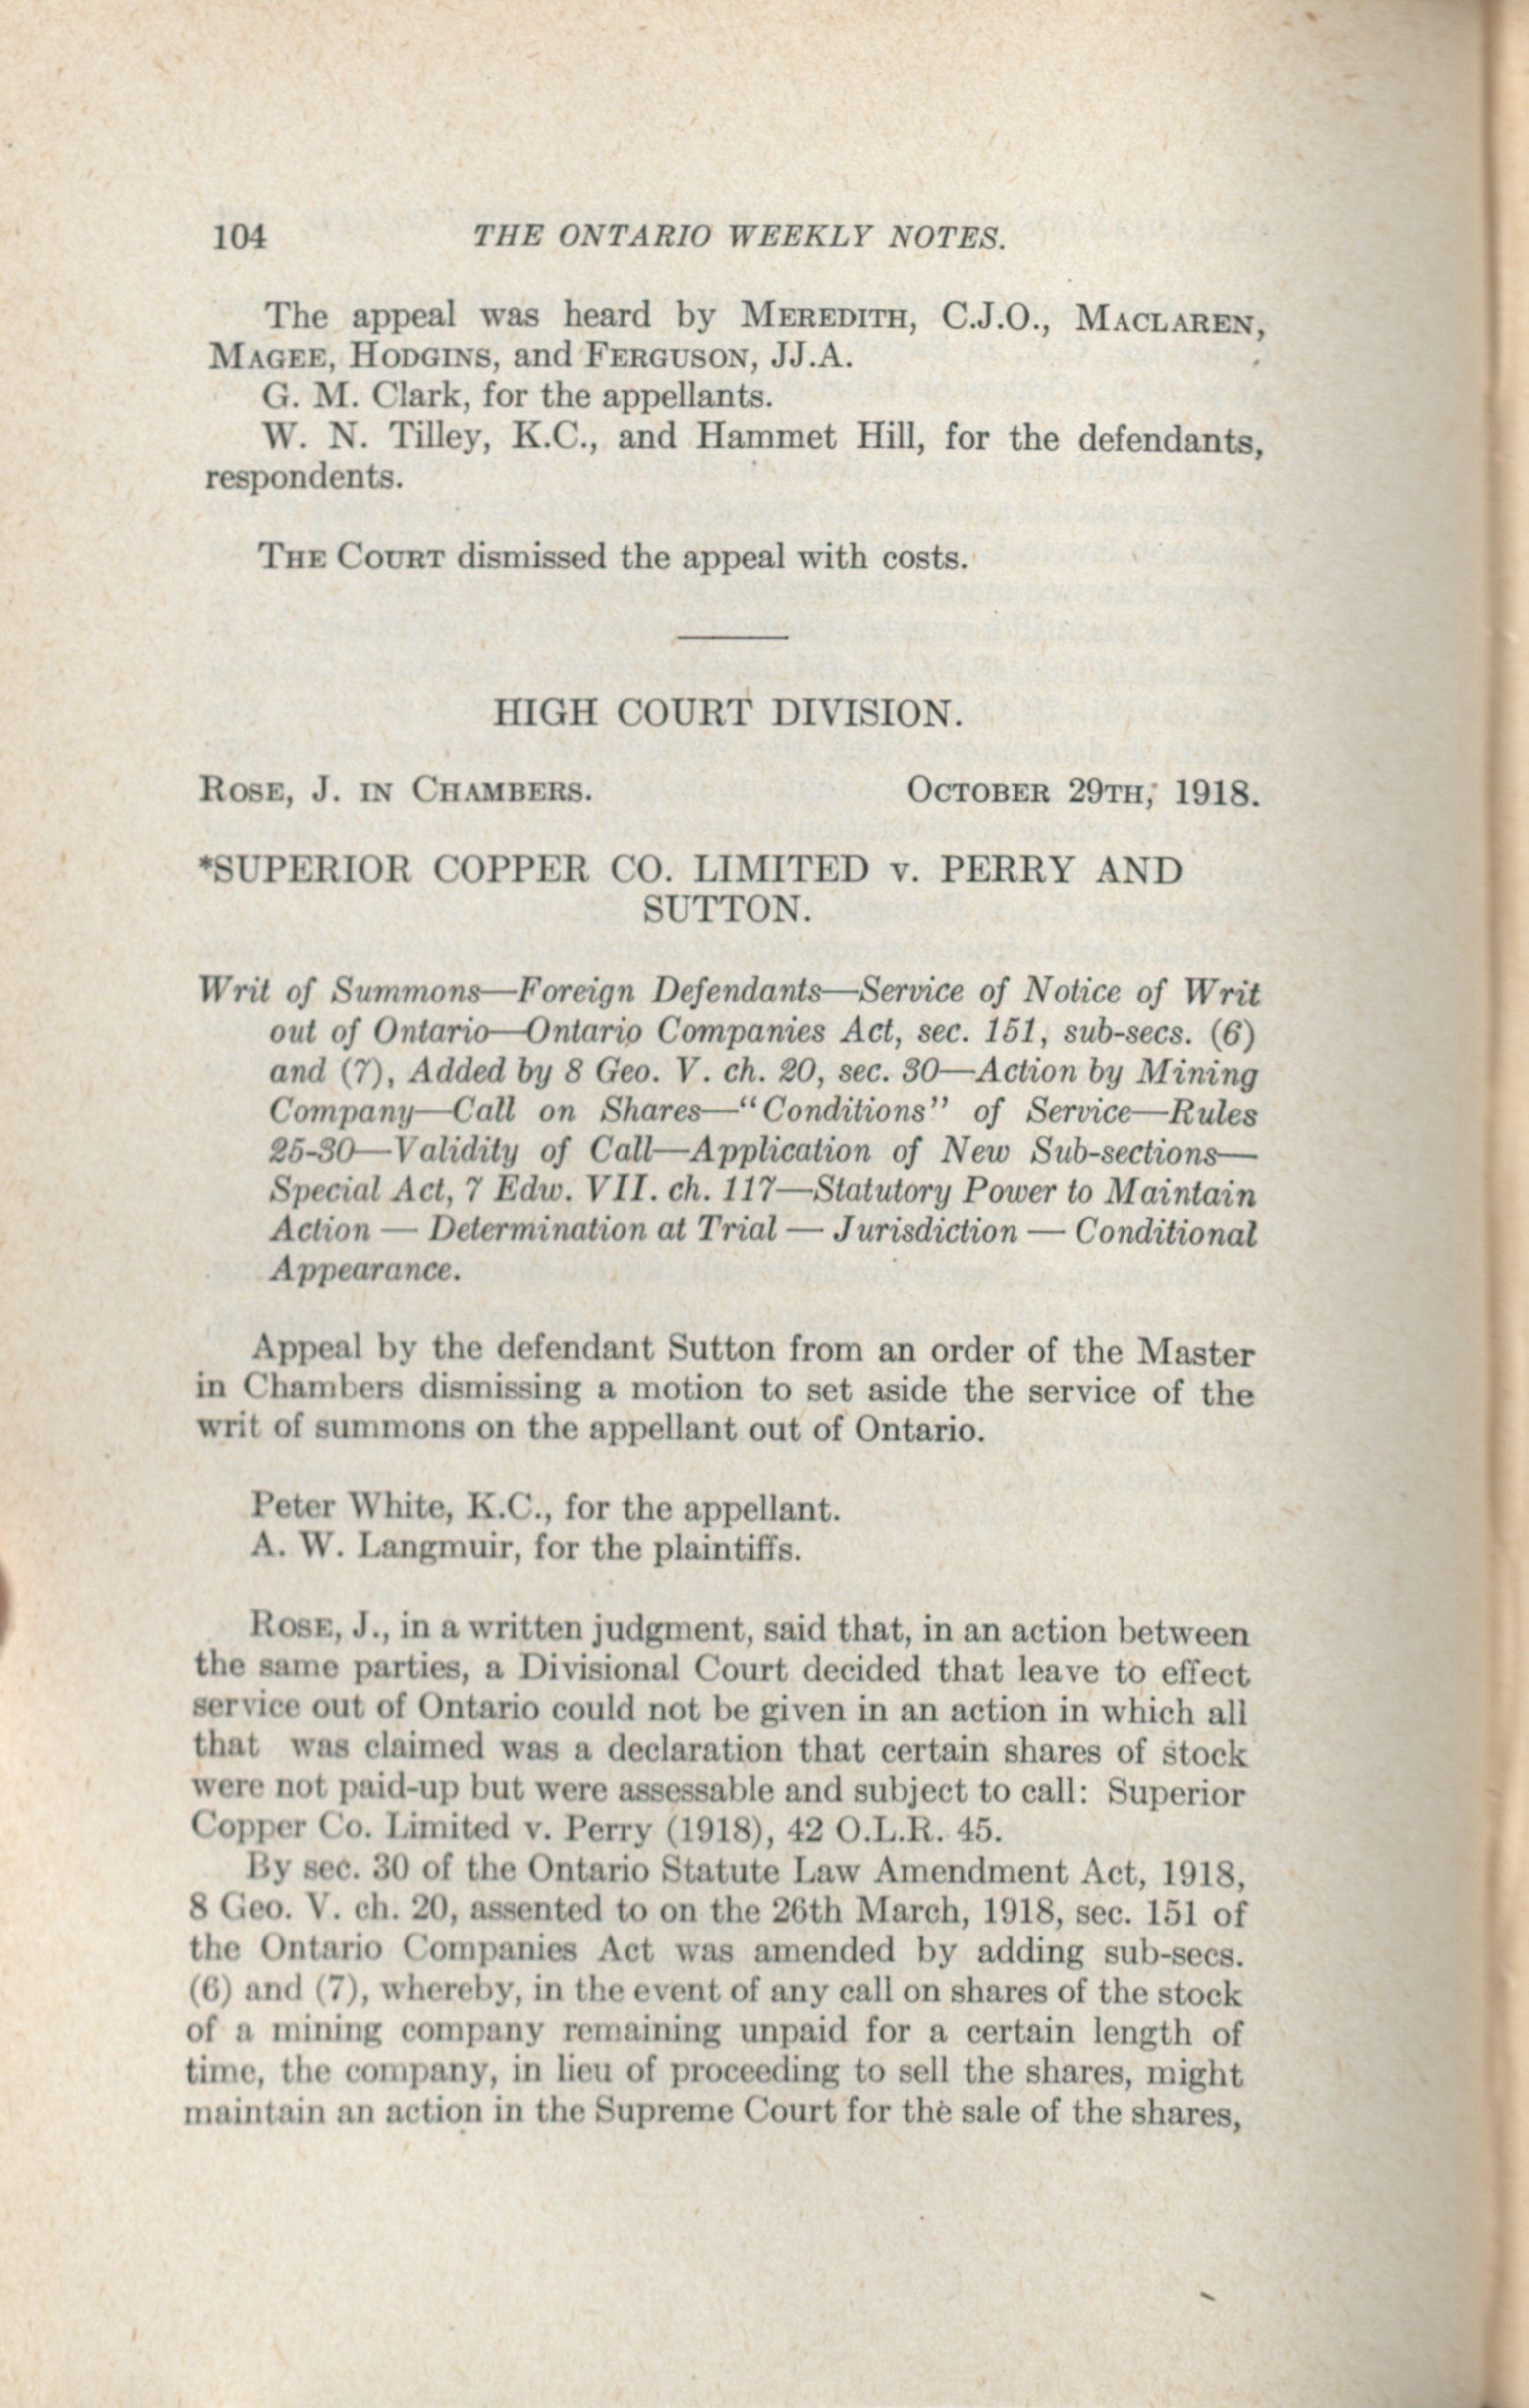 104 THE ONTARIO WEEKLY NOTES.
The appeal was heard by MEREDITH, C.J.O., MACLAREN,
MAGEE, HODGINS, and FERGUSON, JJ.A.
G. M. Clark, for the appellants.
W. N. Tilley, K.C., and Hammet Hill, for the defendants,
respondents.
THE COURT dismissed the appeal with costs.
HIGH COURT DIVISION.
ROSE, J. IN CHAMBERS. OCTOBER 29TH, 1918.
*SUPERIOR COPPER CO. LIMITED v. PERRY AND
SUTTON.
Writ of Summons—Foreign Defendants—Service of Notice of Writ
out of Ontario—Ontario Companies Act, sec. 151, sub-secs. (6)
and (7), Added by 8 Geo. V. ch. 20, sec. 30—Action by Mining
Company—Call on Shares—"Conditions" of Service—Rules
25-30—Validity of Call—Application of New Sub-sections—
Special Act, 7 Edw. VII. ch. 117—Statutory Power to Maintain
Action — Determination at Trial — Jurisdiction — Conditional
Appearance.
Appeal by the defendant Sutton from an order of the Master
in Chambers dismissing a motion to set aside the service of the
writ of summons on the appellant out of Ontario.
Peter White, K.C., for the appellant.
A. W. Langmuir, for the plaintiffs.
ROSE, J., in a written judgment, said that, in an action between
the same parties, a Divisional Court decided that leave to effect
service out of Ontario could not be given in an action in which all
that was claimed was a declaration that certain shares of stock
were not paid-up but were assessable and subject to call: Superior
Copper Co. Limited v. Perry (1918), 42 O.L.R. 45.
By sec. 30 of the Ontario Statute Law Amendment Act, 1918,
8 Geo. V. ch. 20, assented to on the 26th March, 1918, sec. 151 of
the Ontario Companies Act was amended by adding sub-secs.
(6) and (7), whereby, in the event of any call on shares of the stock
of a mining company remaining unpaid for a certain length of
time, the company, in lieu of proceeding to sell the shares, might
maintain an action in the Supreme Court for the sale of the shares,